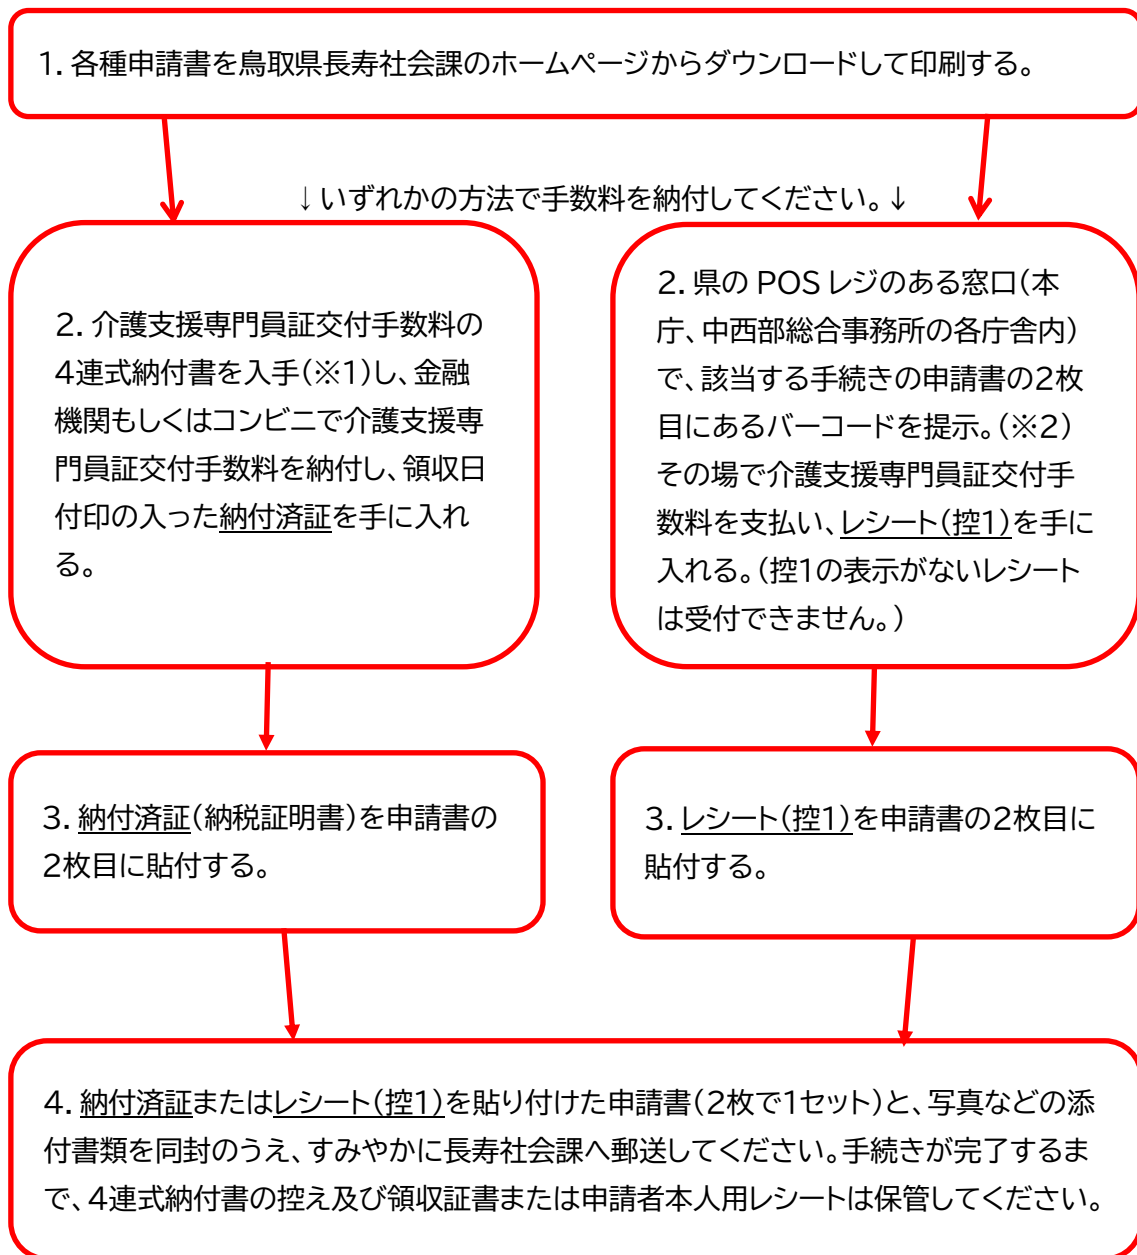 1. 各種申請書を鳥取県長寿社会課のホームページからダウンロードして印刷する。
↓いずれかの方法で手数料を納付してください。↓
2. 介護支援専門員証交付手数料の
4連式納付書を入手(※1)し、金融
機関もしくはコンビニで介護支援専
門員証交付手数料を納付し、領収日
付印の入った納付済証を手に入れ
る。
2. 県の POS レジのある窓口(本
庁、中西部総合事務所の各庁舎内)
で、該当する手続きの申請書の2枚
目にあるバーコードを提示。(※2)
その場で介護支援専門員証交付手
数料を支払い、レシート(控1)を手に
入れる。(控1の表示がないレシート
は受付できません。)
3. 納付済証(納税証明書)を申請書の
2枚目に貼付する。
3. レシート(控1)を申請書の2枚目に
貼付する。
4. 納付済証またはレシート(控1)を貼り付けた申請書(2枚で1セット)と、写真などの添
付書類を同封のうえ、すみやかに長寿社会課へ郵送してください。手続きが完了するま
で、4連式納付書の控え及び領収証書または申請者本人用レシートは保管してください。